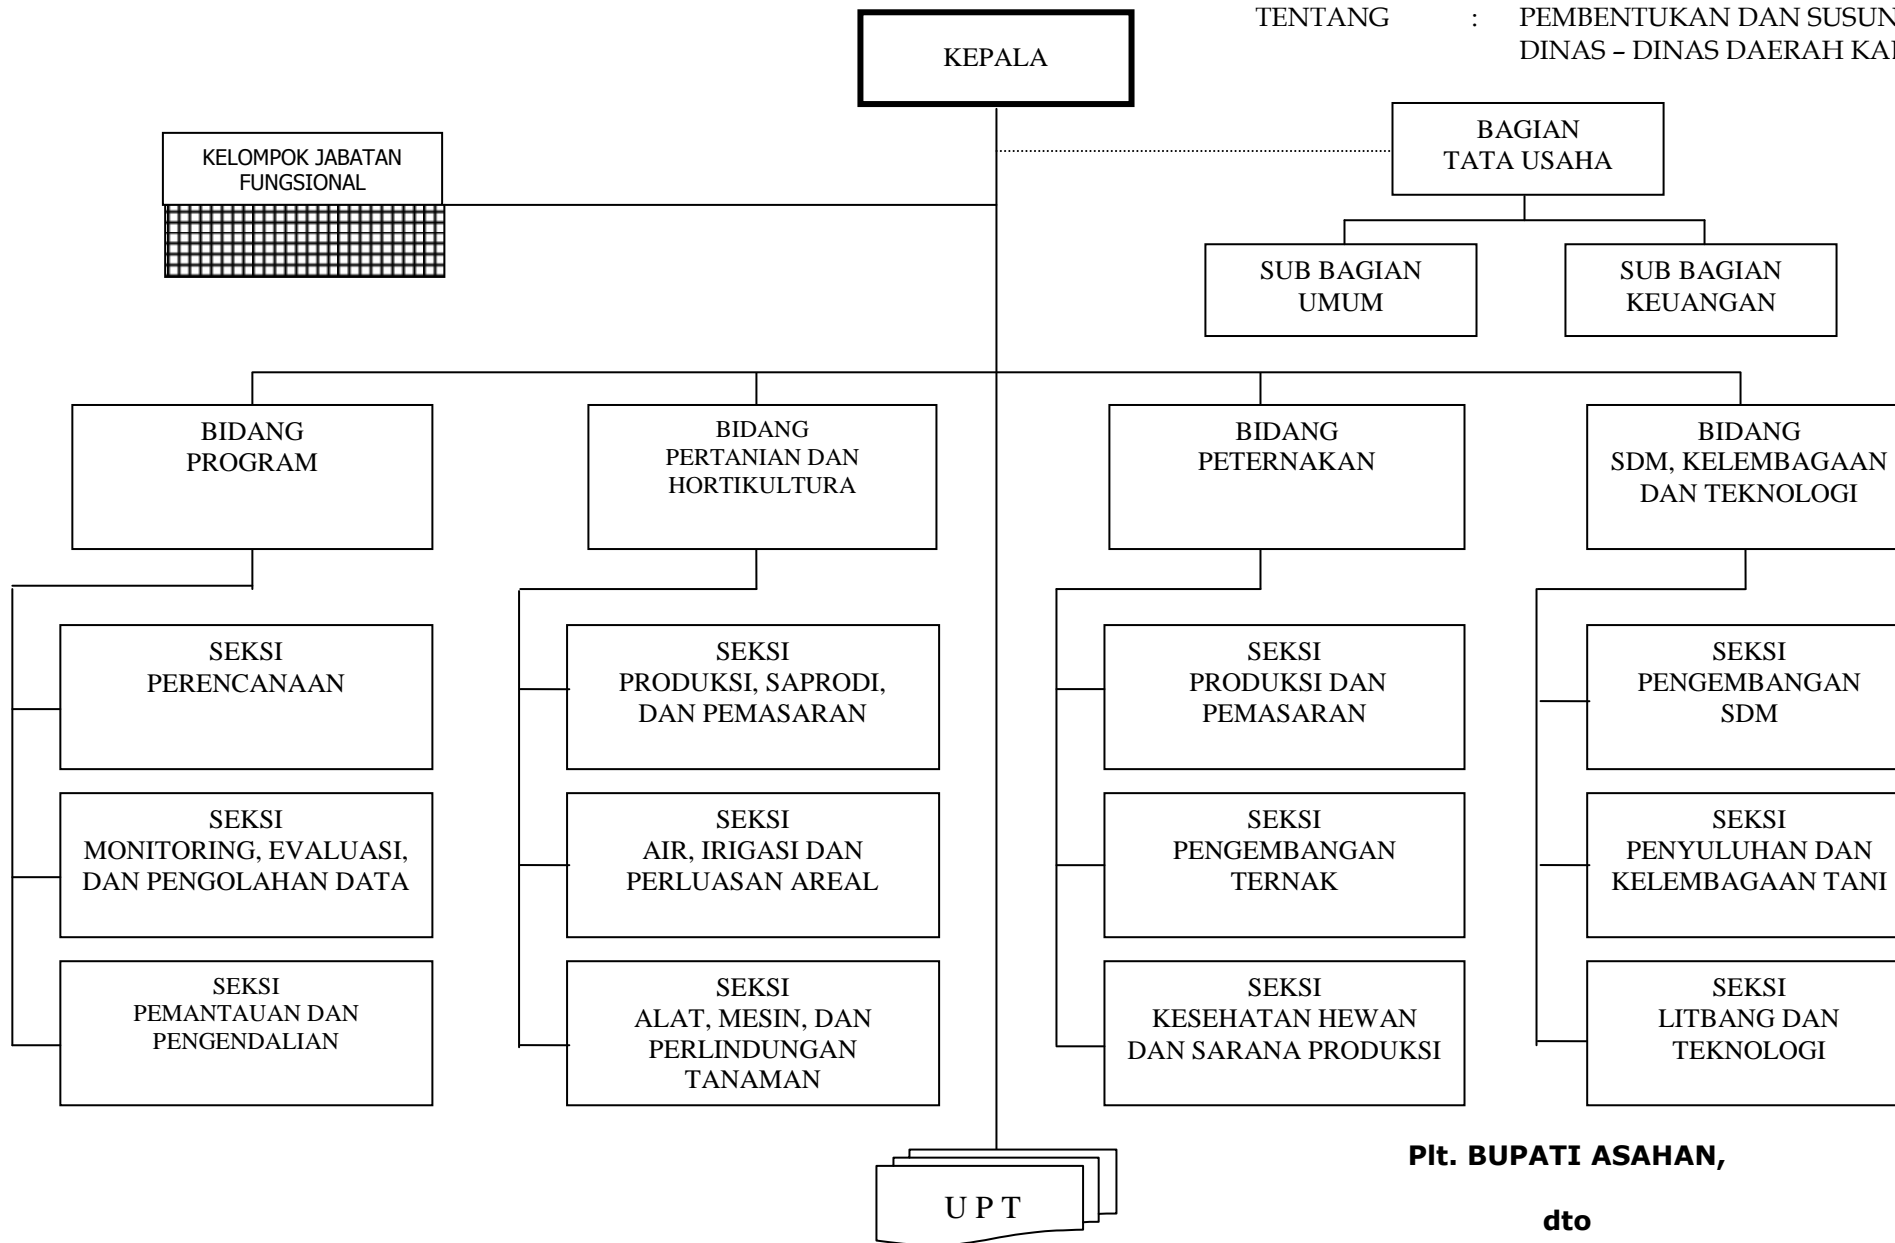 TENTANG : PEMBENTUKAN DAN
DINAS – DINAS DAERAH
KEPALA
BAGIAN
TATA USAHA
KELOMPOK JABATAN
FUNGSIONAL
SUB BAGIAN
UMUM
SUB BAGIAN
KEUANGAN
BIDANG
PROGRAM
BIDANG
PERTANIAN DAN
HORTIKULTURA
BIDANG
PETERNAKAN
BIDANG
SDM, KELEMBAGAAN
DAN TEKNOLOGI
SEKSI
PERENCANAAN
SEKSI
PRODUKSI, SAPRODI,
DAN PEMASARAN
SEKSI
PRODUKSI DAN
PEMASARAN
SEKSI
PENGEMBANGAN
SDM
SEKSI
MONITORING, EVALUASI,
DAN PENGOLAHAN DATA
SEKSI
AIR, IRIGASI DAN
PERLUASAN AREAL
SEKSI
PENGEMBANGAN
TERNAK
SEKSI
PENYULUHAN DAN
KELEMBAGAAN TANI
SEKSI
PEMANTAUAN DAN
PENGENDALIAN
SEKSI
ALAT, MESIN, DAN
PERLINDUNGAN
TANAMAN
SEKSI
KESEHATAN HEWAN
DAN SARANA PRODUKSI
SEKSI
LITBANG DAN
TEKNOLOGI
U P T
Plt. BUPATI ASAHAN,
dto